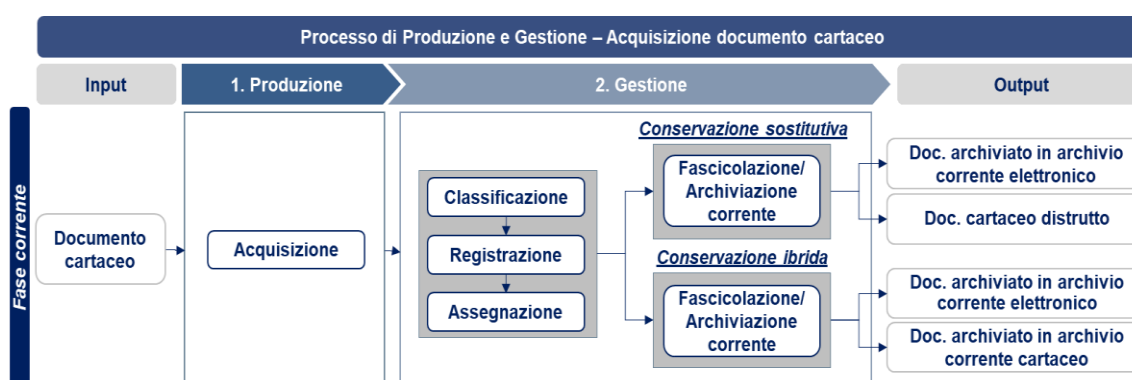 Processo di Produzione e Gestione – Acquisizione documento cartaceo
Input
1. Produzione
2. Gestione
Output
Fase corrente
Documento
cartaceo
Acquisizione
Classificazione
Registrazione
Assegnazione
Conservazione sostitutiva
Fascicolazione/
Archiviazione
corrente
Conservazione ibrida
Fascicolazione/
Archiviazione
corrente
Doc. archiviato in archivio
corrente elettronico
Doc. cartaceo distrutto
Doc. archiviato in archivio
corrente elettronico
Doc. archiviato in archivio
corrente cartaceo